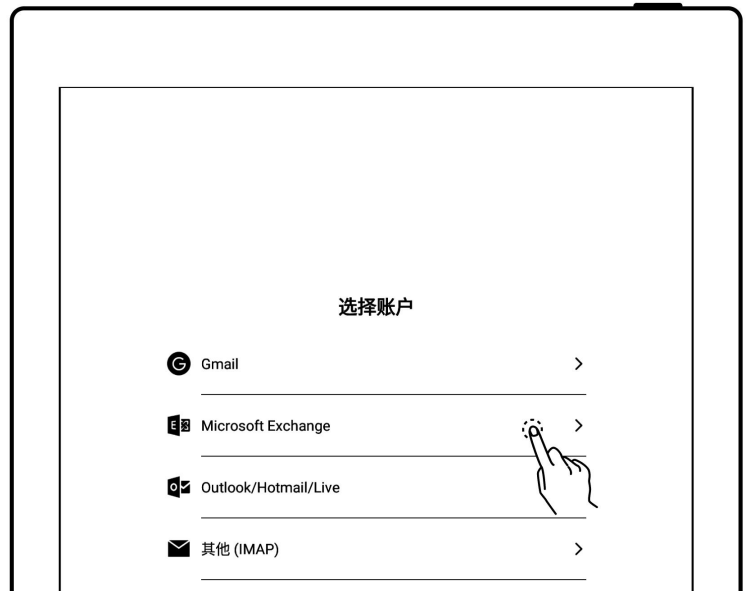 选择账户
Gmail
Microsoft Exchange
Outlook/Hotmail/Live
其他 (IMAP)